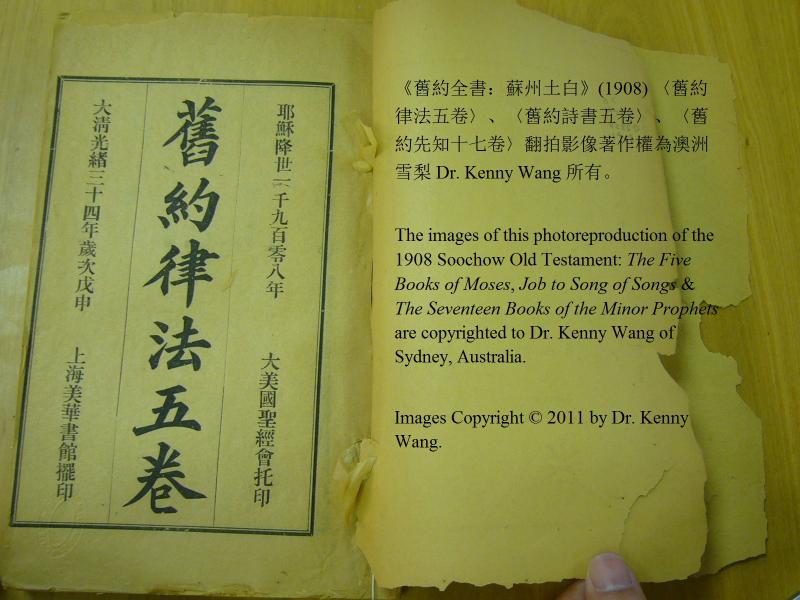 耶穌降世一千九百零八年
大美國聖經會托印
舊約律法五卷
大清光緒三十四年歲次戊申
上海美華書館擺印
《舊約全書：蘇州土白》(1908)〈舊約
律法五卷〉、〈舊約詩書五卷〉、〈舊
約先知十七卷〉翻拍影像著作權為澳洲
雪梨 Dr. Kenny Wang 所有。
The images of this photoreproduction of the
1908 Soochow Old Testament: The Five
Books of Moses, Job to Song of Songs &
The Seventeen Books of the Minor Prophets
are copyrighted to Dr. Kenny Wang of
Sydney, Australia.
Images Copyright © 2011 by Dr. Kenny
Wang.